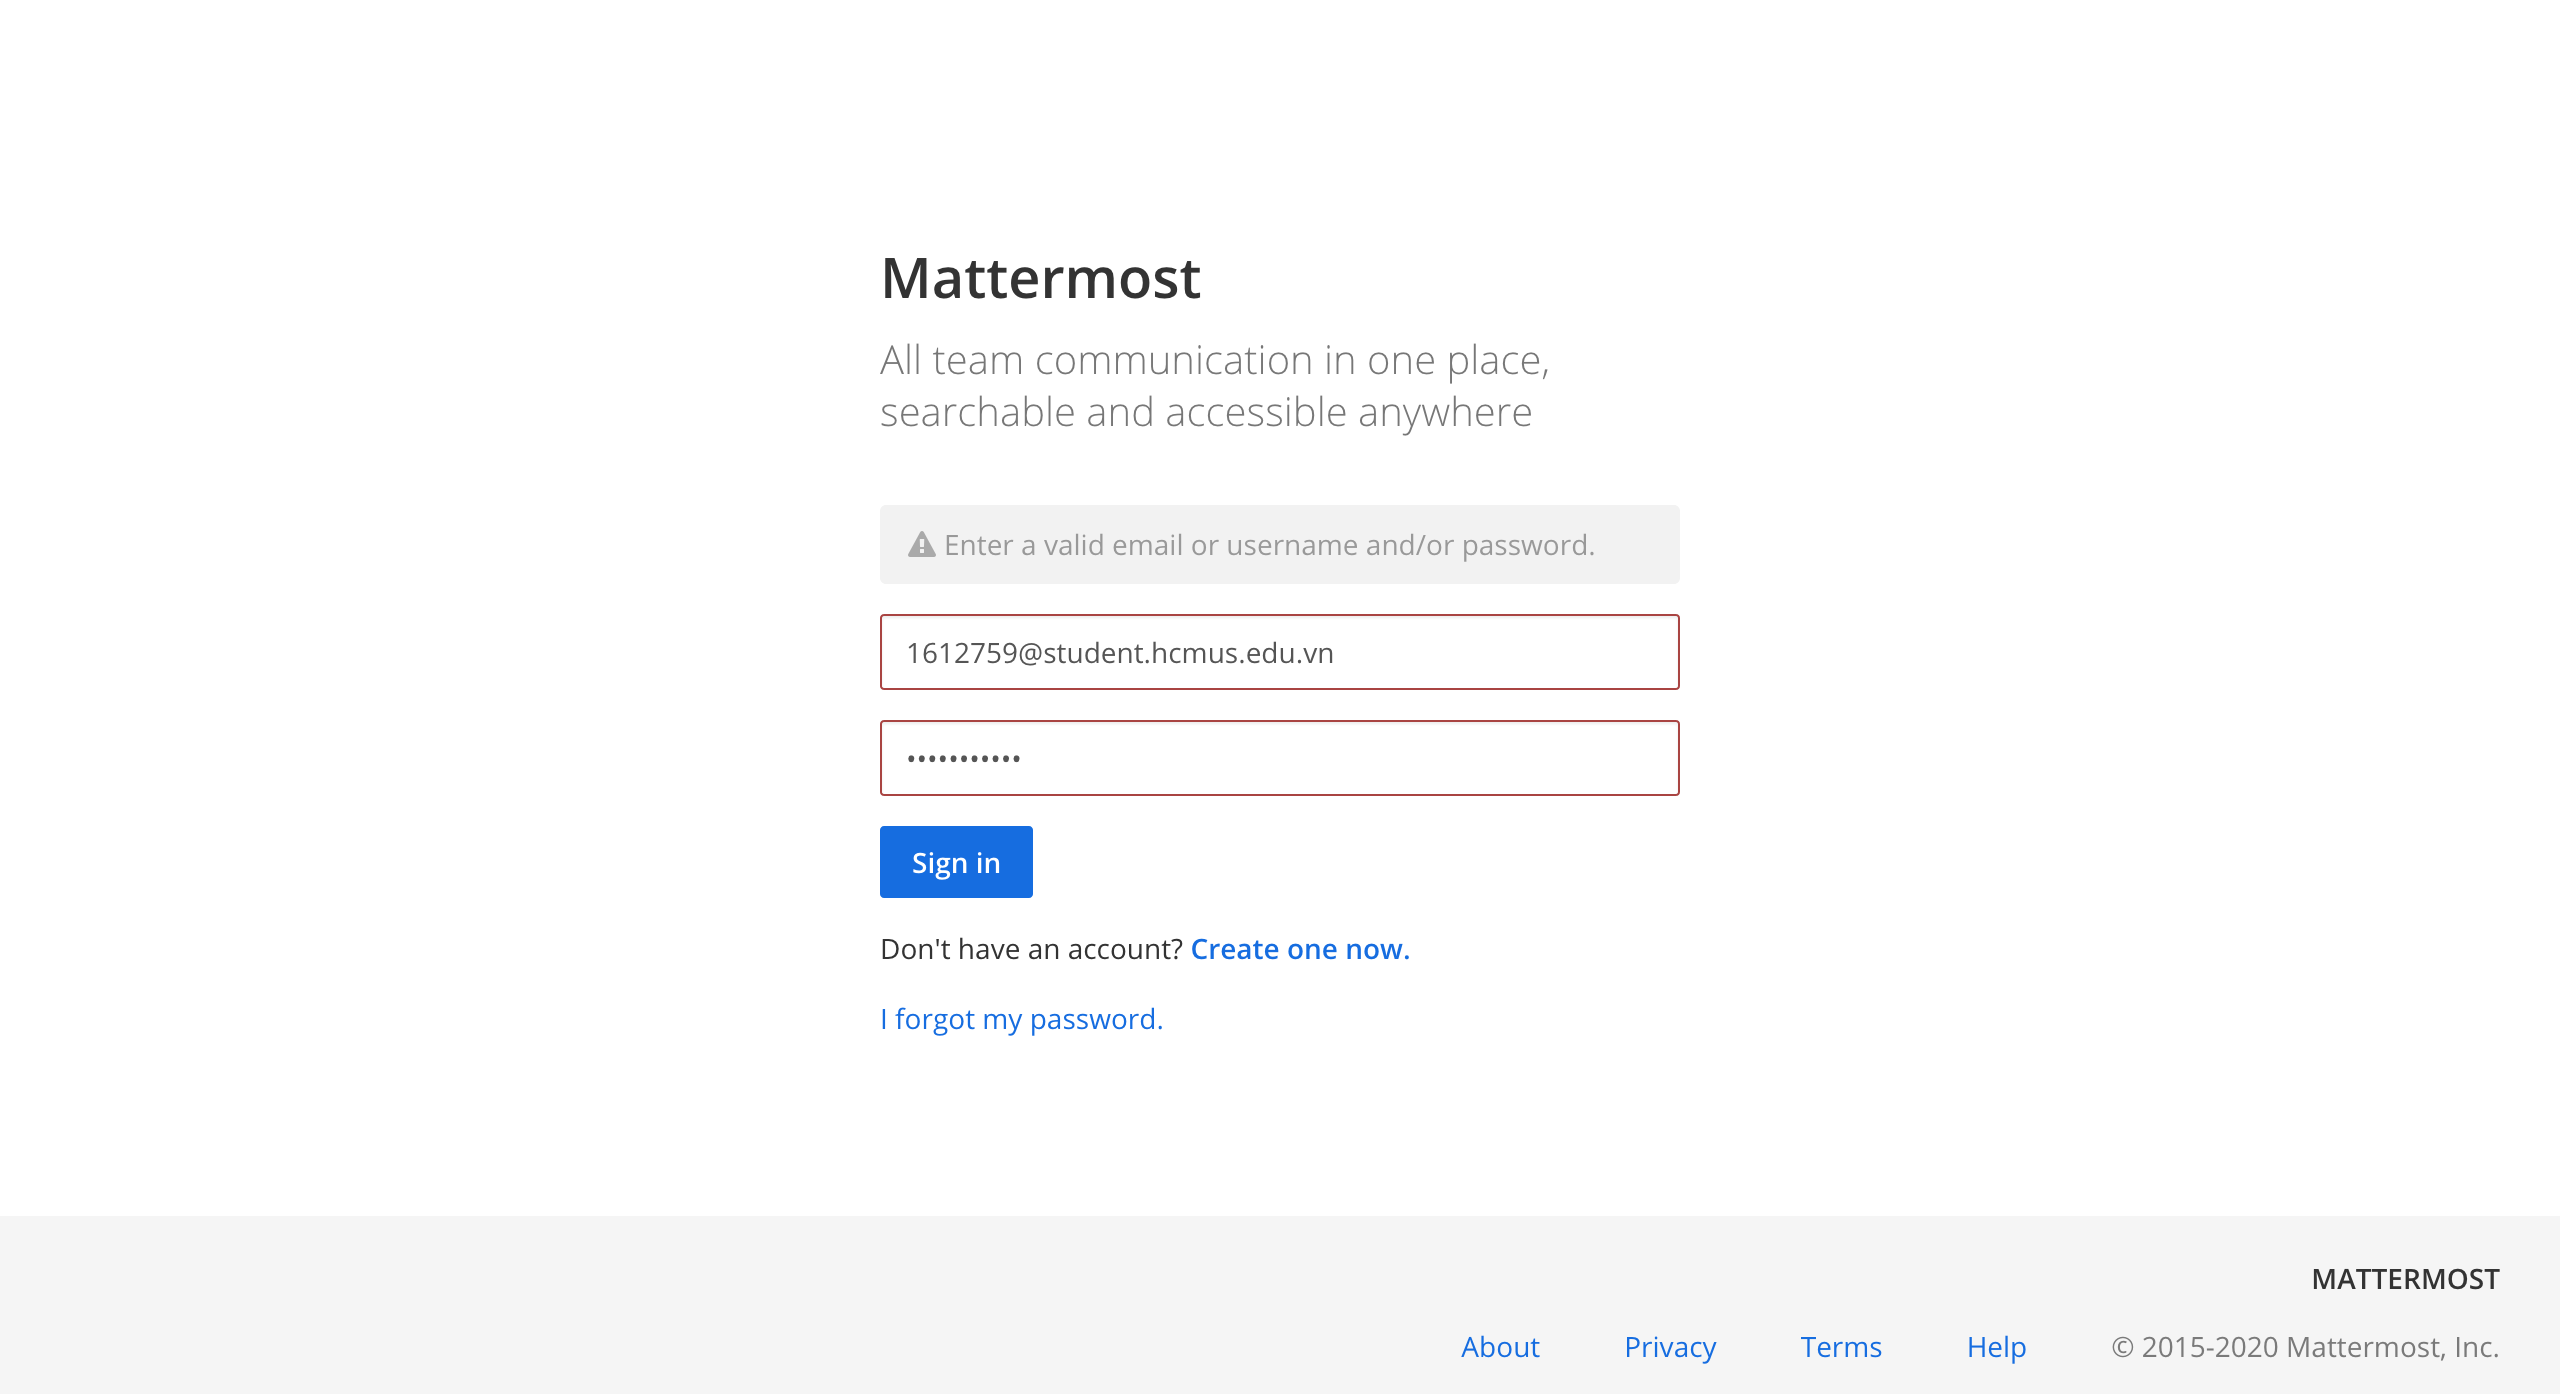 Mattermost
All team communication in one place,
searchable and accessible anywhere
Enter a valid email or username and/or password.
1612759@student.hcmus.edu.vn
•••••••••••
Sign in
Don't have an account? Create one now.
I forgot my password.
MATTERMOST
About Privacy Terms Help © 2015-2020 Mattermost, Inc.